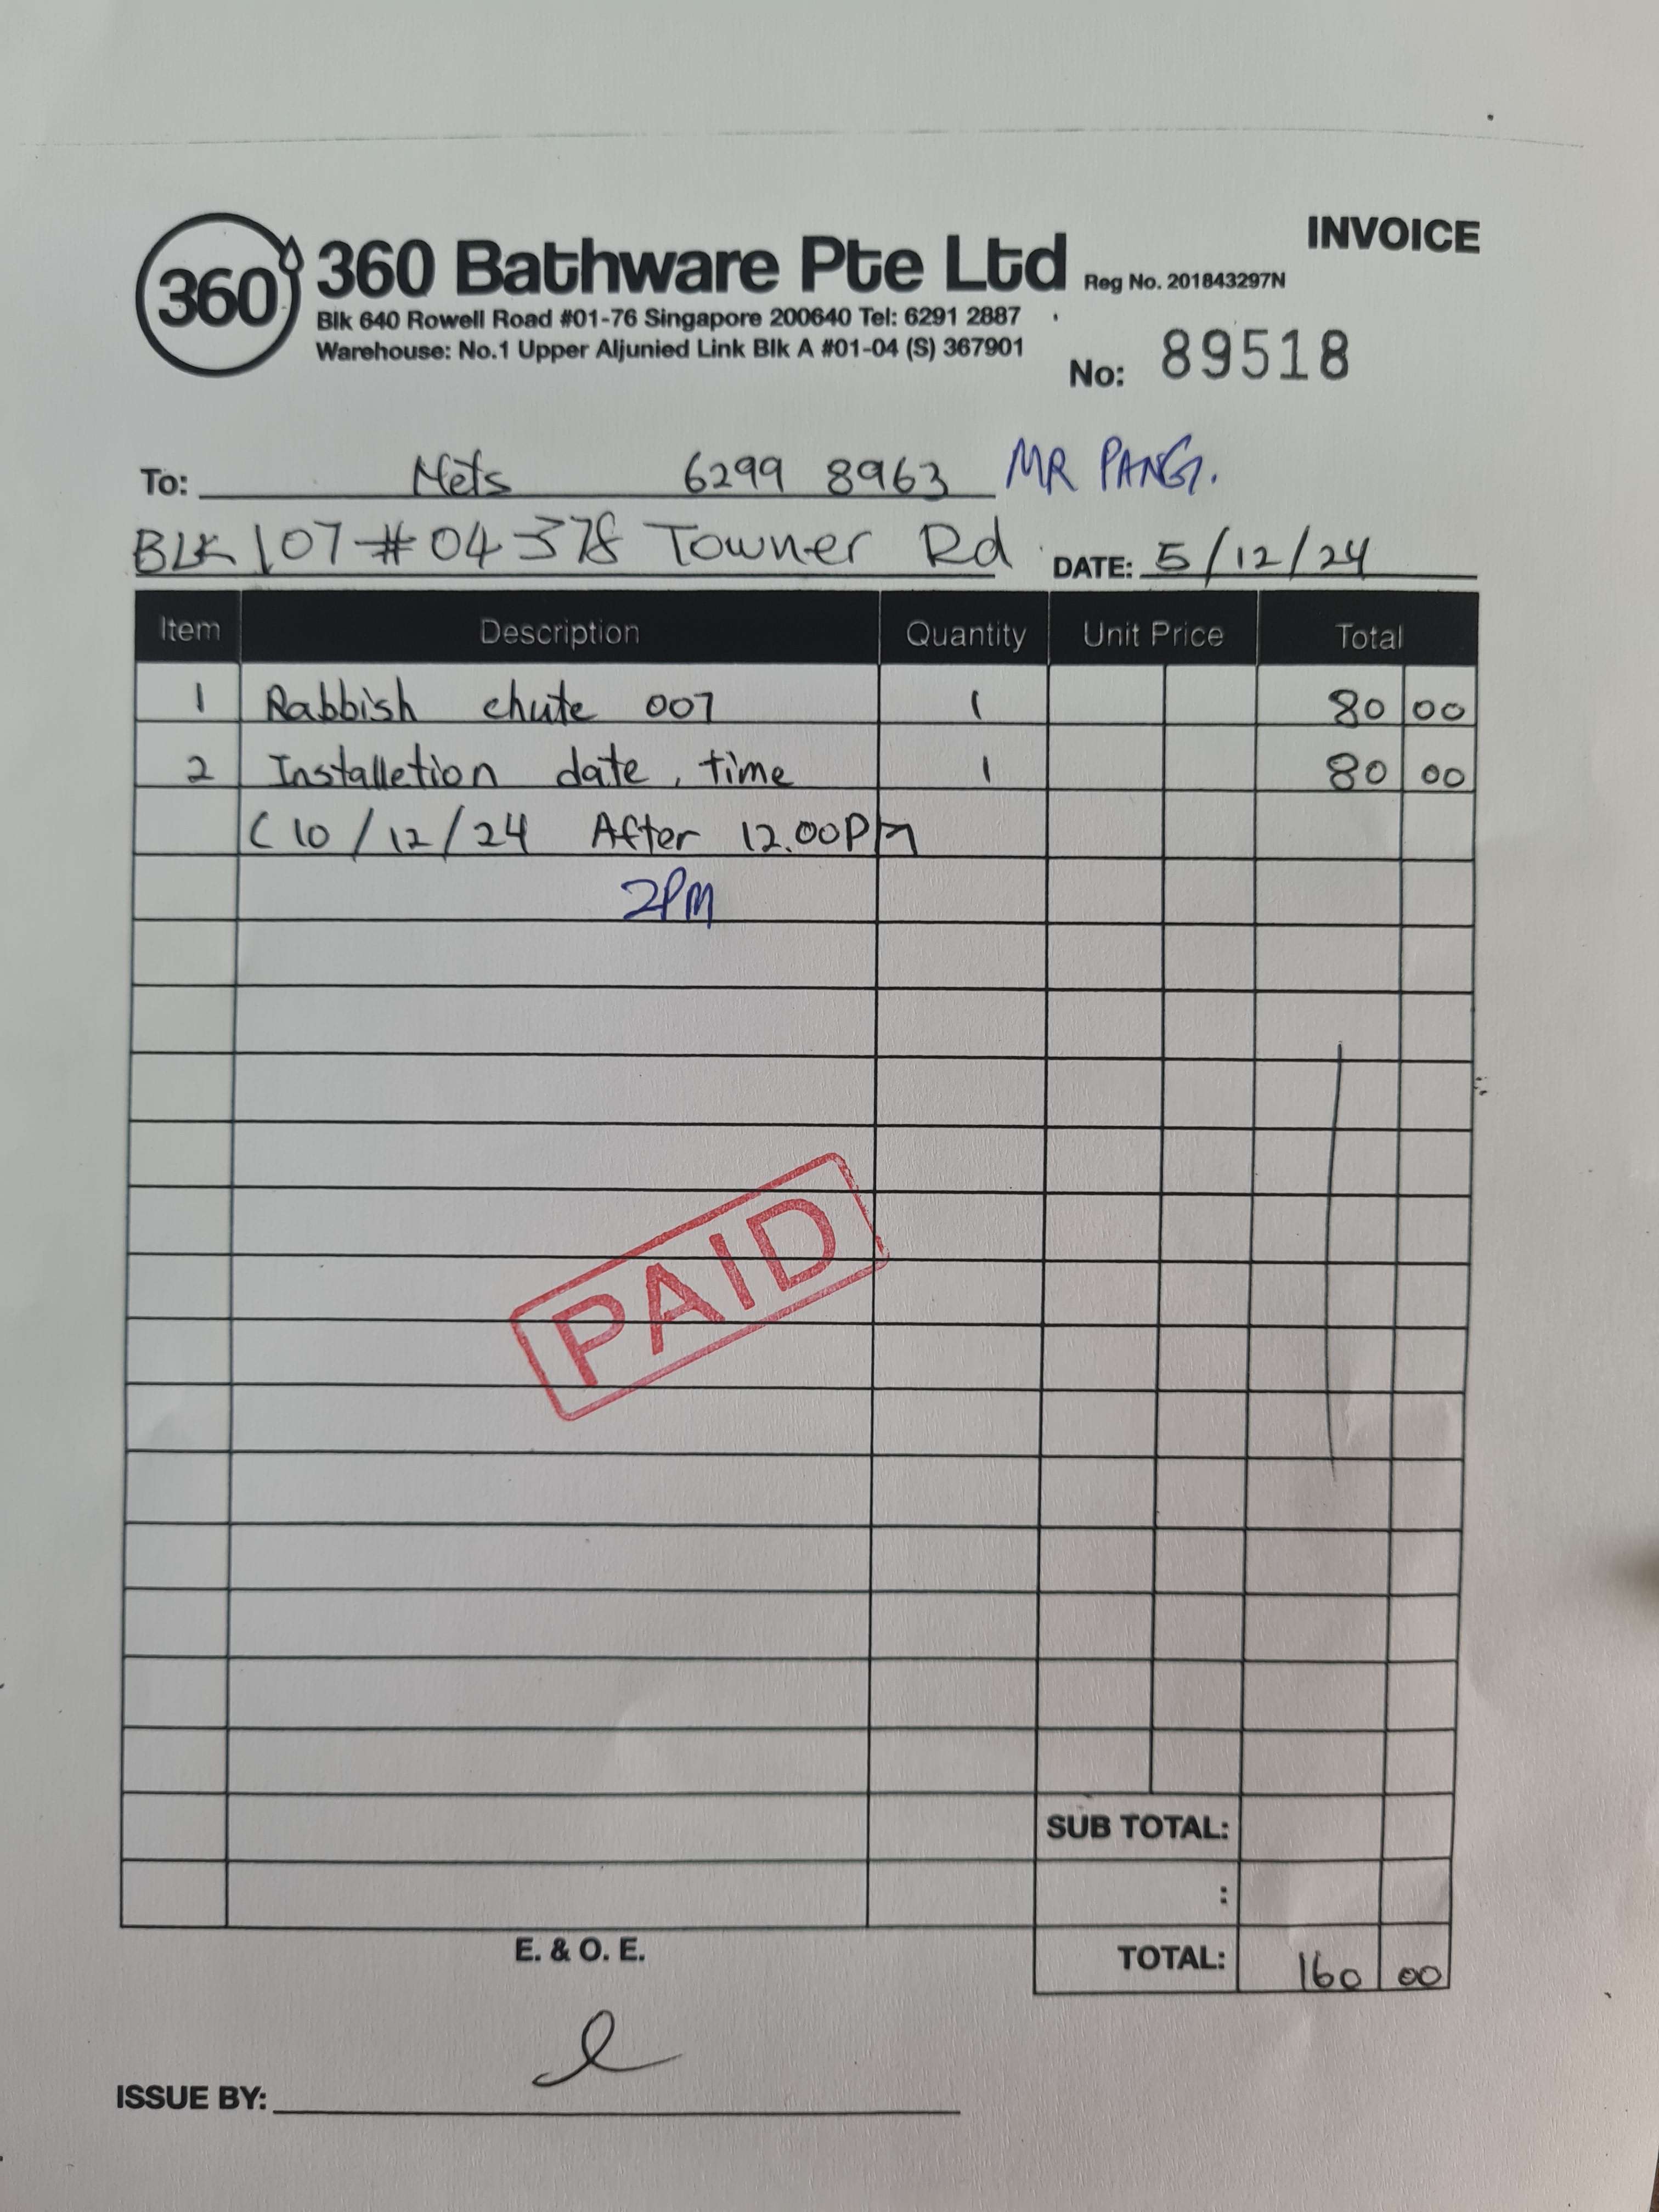 INVOICE
360 360 Bathware Pte Ltd Reg No. 201843297N
Blk 640 Rowell Road #01-76 Singapore 200640 Tel: 6291 2887
Warehouse: No.1 Upper Aljunied Link Blk A #01-04 (S) 367901
No: 89518
To: Nets 6299 8963 MR PANG.
BLK 107 #04-378 Towner Rd DATE: 5/12/24
Item Description Quantity Unit Price Total
1 Rabbish chute 007 1 80 00
2 Installetion date, time 1 80 00
(10/12/24 After 12.00PM
2PM
PAID
SUB TOTAL:
:
E. & O. E. TOTAL: 160 00
ISSUE BY: